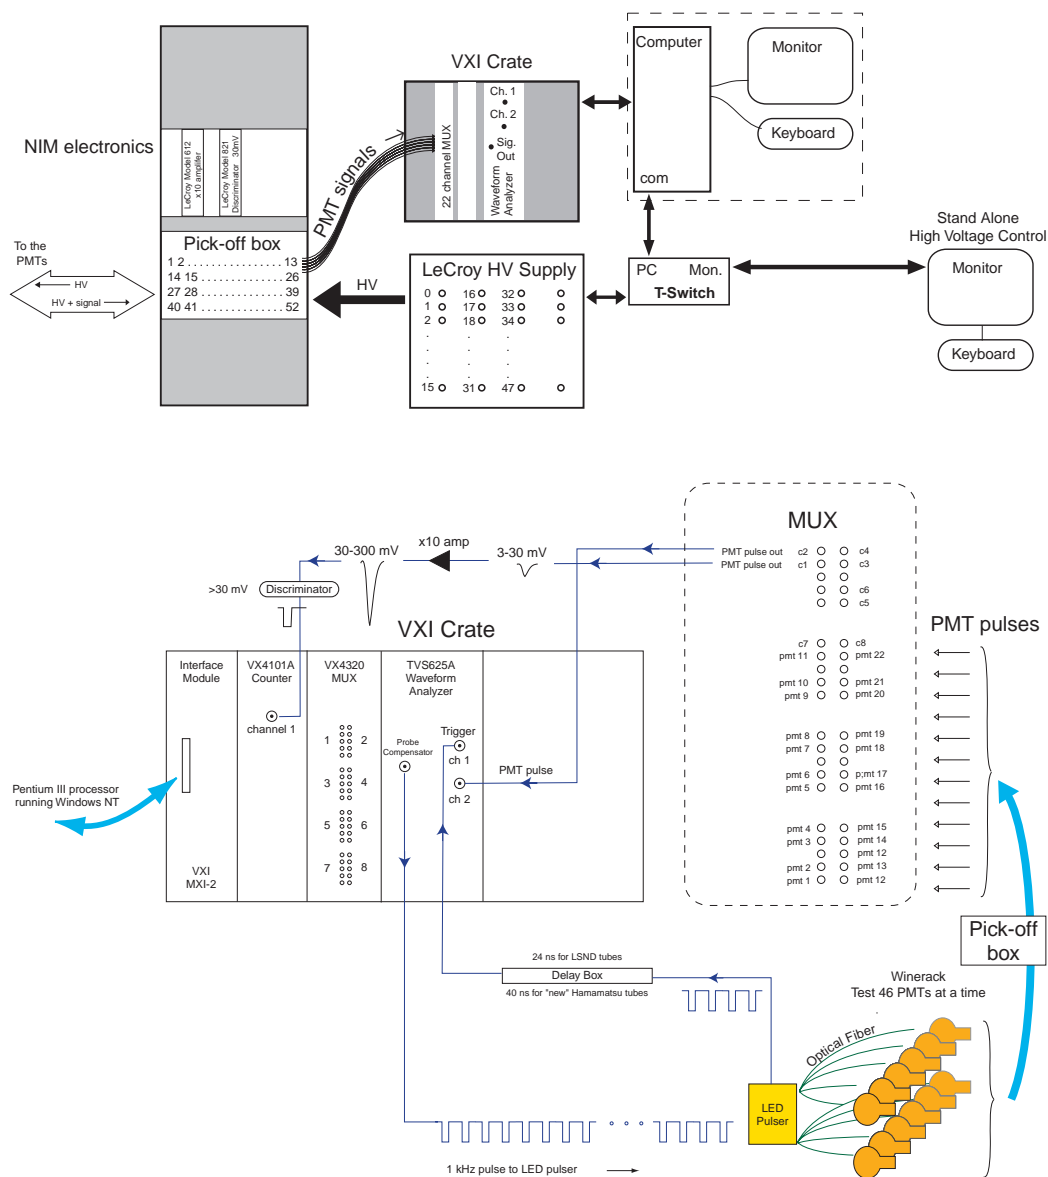 VXI Crate
Computer
Monitor
Keyboard
com
Ch. 1
Ch. 2
Sig.
Out
22 channel MUX
Waveform
Analyzer
NIM electronics
LeCroy Model 612
x10 amplifer
LeCroy Model 821
Discriminator 30mV
PMT signals
Pick-off box
1 2 . . . . . . . . . . . . . . . . . 13
14 15 . . . . . . . . . . . . . . . 26
27 28 . . . . . . . . . . . . . . . 39
40 41 . . . . . . . . . . . . . . . 52
To the
PMTs
HV
HV + signal
HV
LeCroy HV Supply
0 16 32
1 17 33
2 18 34
. . .
. . .
. . .
. . .
15 31 47
PC Mon.
T-Switch
Stand Alone
High Voltage Control
Monitor
Keyboard
MUX
PMT pulse out c2 c4
PMT pulse out c1 c3
c6
c5
c7 c8
pmt 11 pmt 22
pmt 10 pmt 21
pmt 9 pmt 20
pmt 8 pmt 19
pmt 7 pmt 18
pmt 6 p;mt 17
pmt 5 pmt 16
pmt 4 pmt 15
pmt 3 pmt 14
pmt 12
pmt 2 pmt 13
pmt 1 pmt 12
PMT pulses
x10 amp
30-300 mV
3-30 mV
>30 mV
Discriminator
VXI Crate
Interface
Module
VX4101A
Counter
VX4320
MUX
TVS625A
Waveform
Analyzer
channel 1
1 2
3 4
5 6
7 8
Probe
Compensator
Trigger
ch 1
ch 2
PMT pulse
Pentium III processor
running Windows NT
VXI
MXI-2
24 ns for LSND tubes
Delay Box
40 ns for "new" Hamamatsu tubes
Pick-off
box
Winerack
Test 46 PMTs at a time
Optical Fiber
LED
Pulser
1 kHz pulse to LED pulser